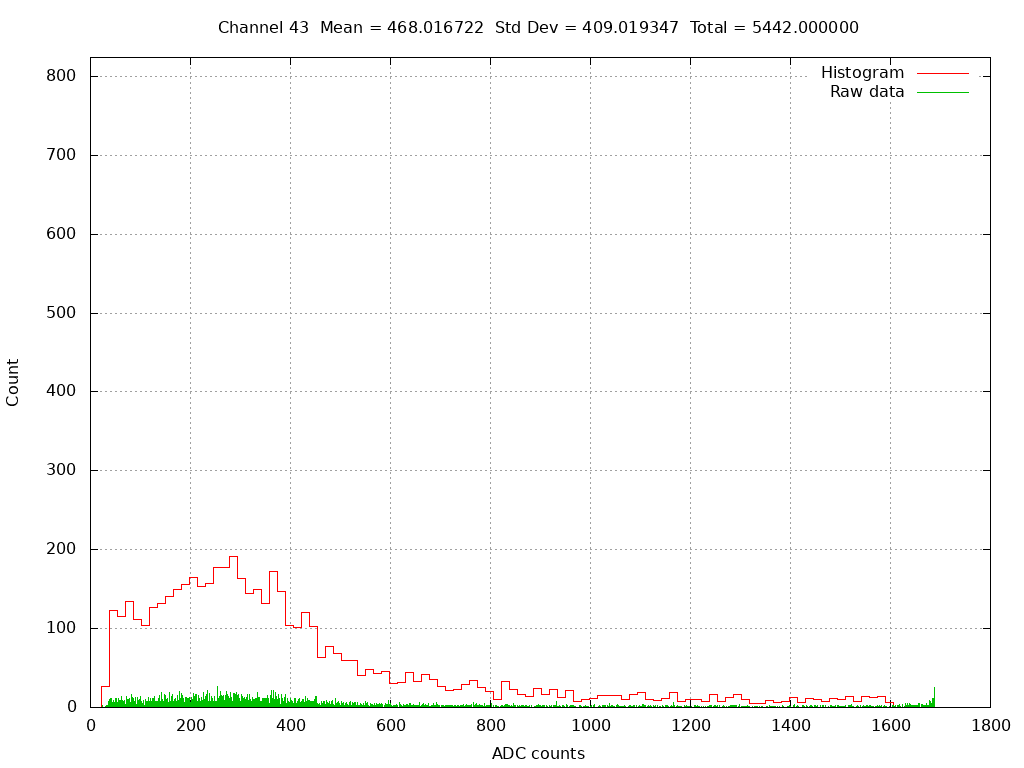 Channel 43  Mean = 468.016722  Std Dev = 409.019347  Total = 5442.000000
Histogram
Raw data
800
700
600
500
400
300
200
100
0
0 200 400 600 800 1000 1200 1400 1600 1800
Count
ADC counts